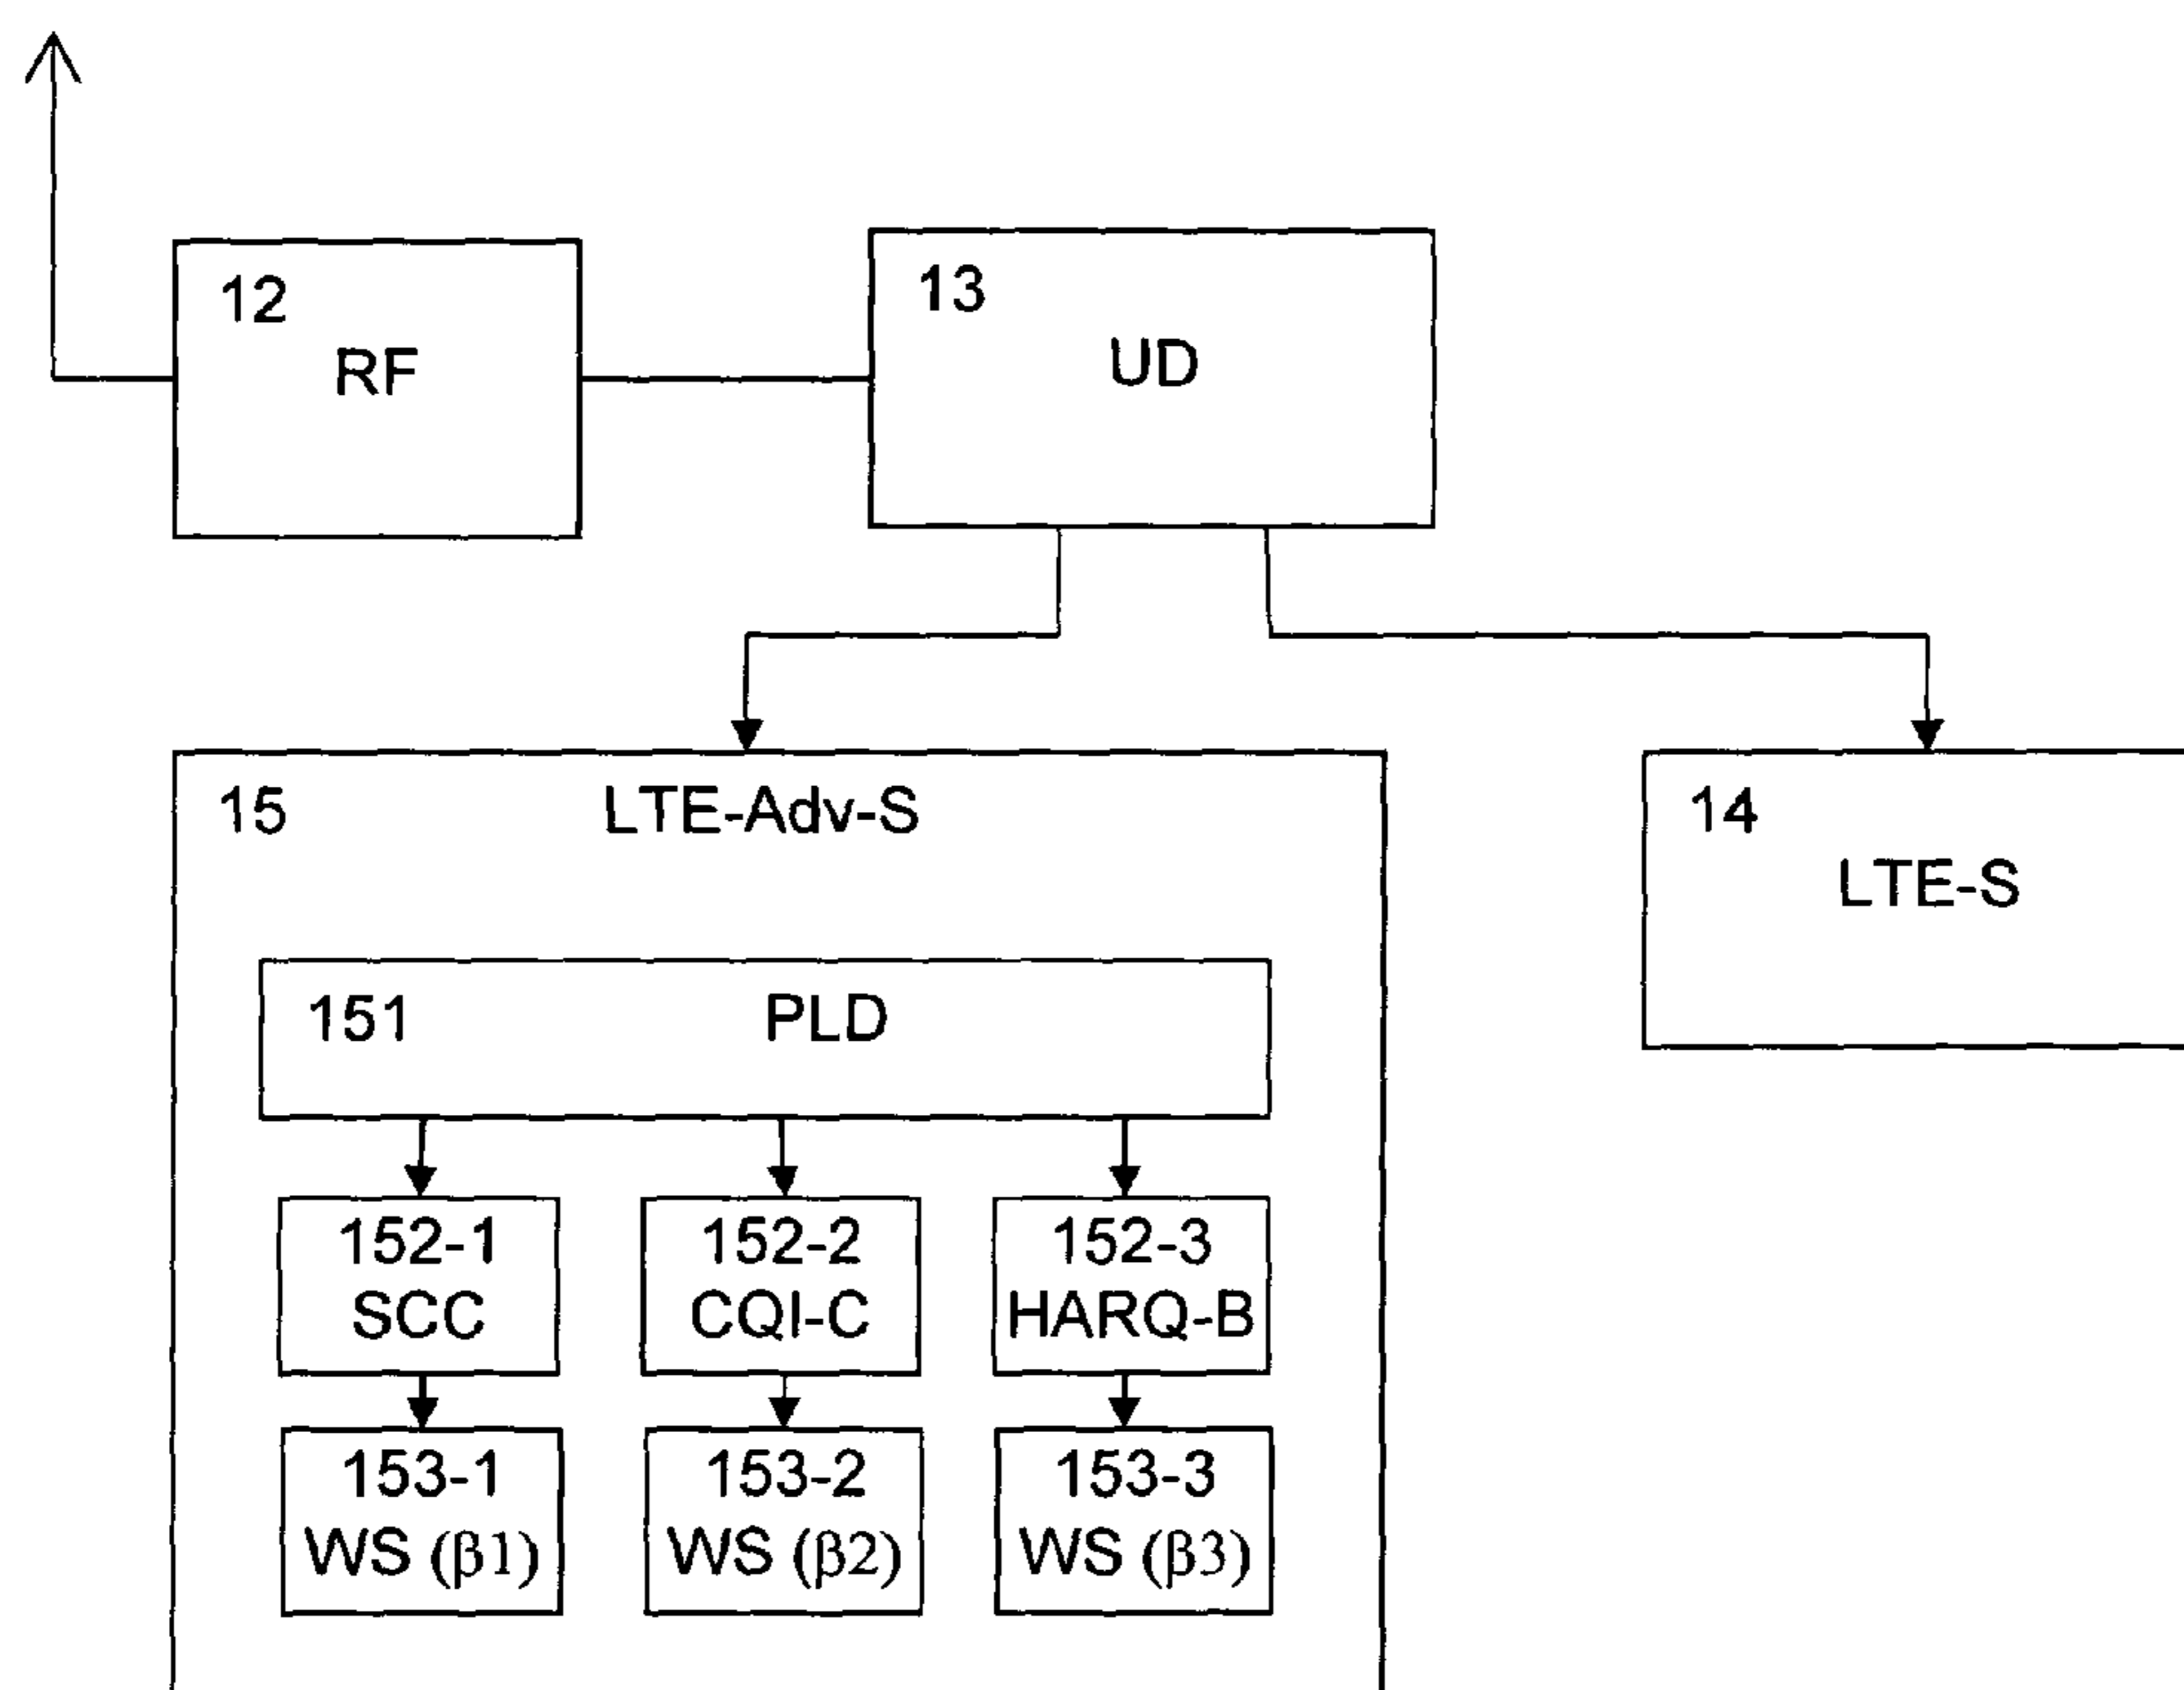 12
RF
13
UD
15
LTE-Adv-S
14
LTE-S
151
PLD
152-1
SCC
152-2
CQI-C
152-3
HARQ-B
153-1
WS (β1)
153-2
WS (β2)
153-3
WS (β3)